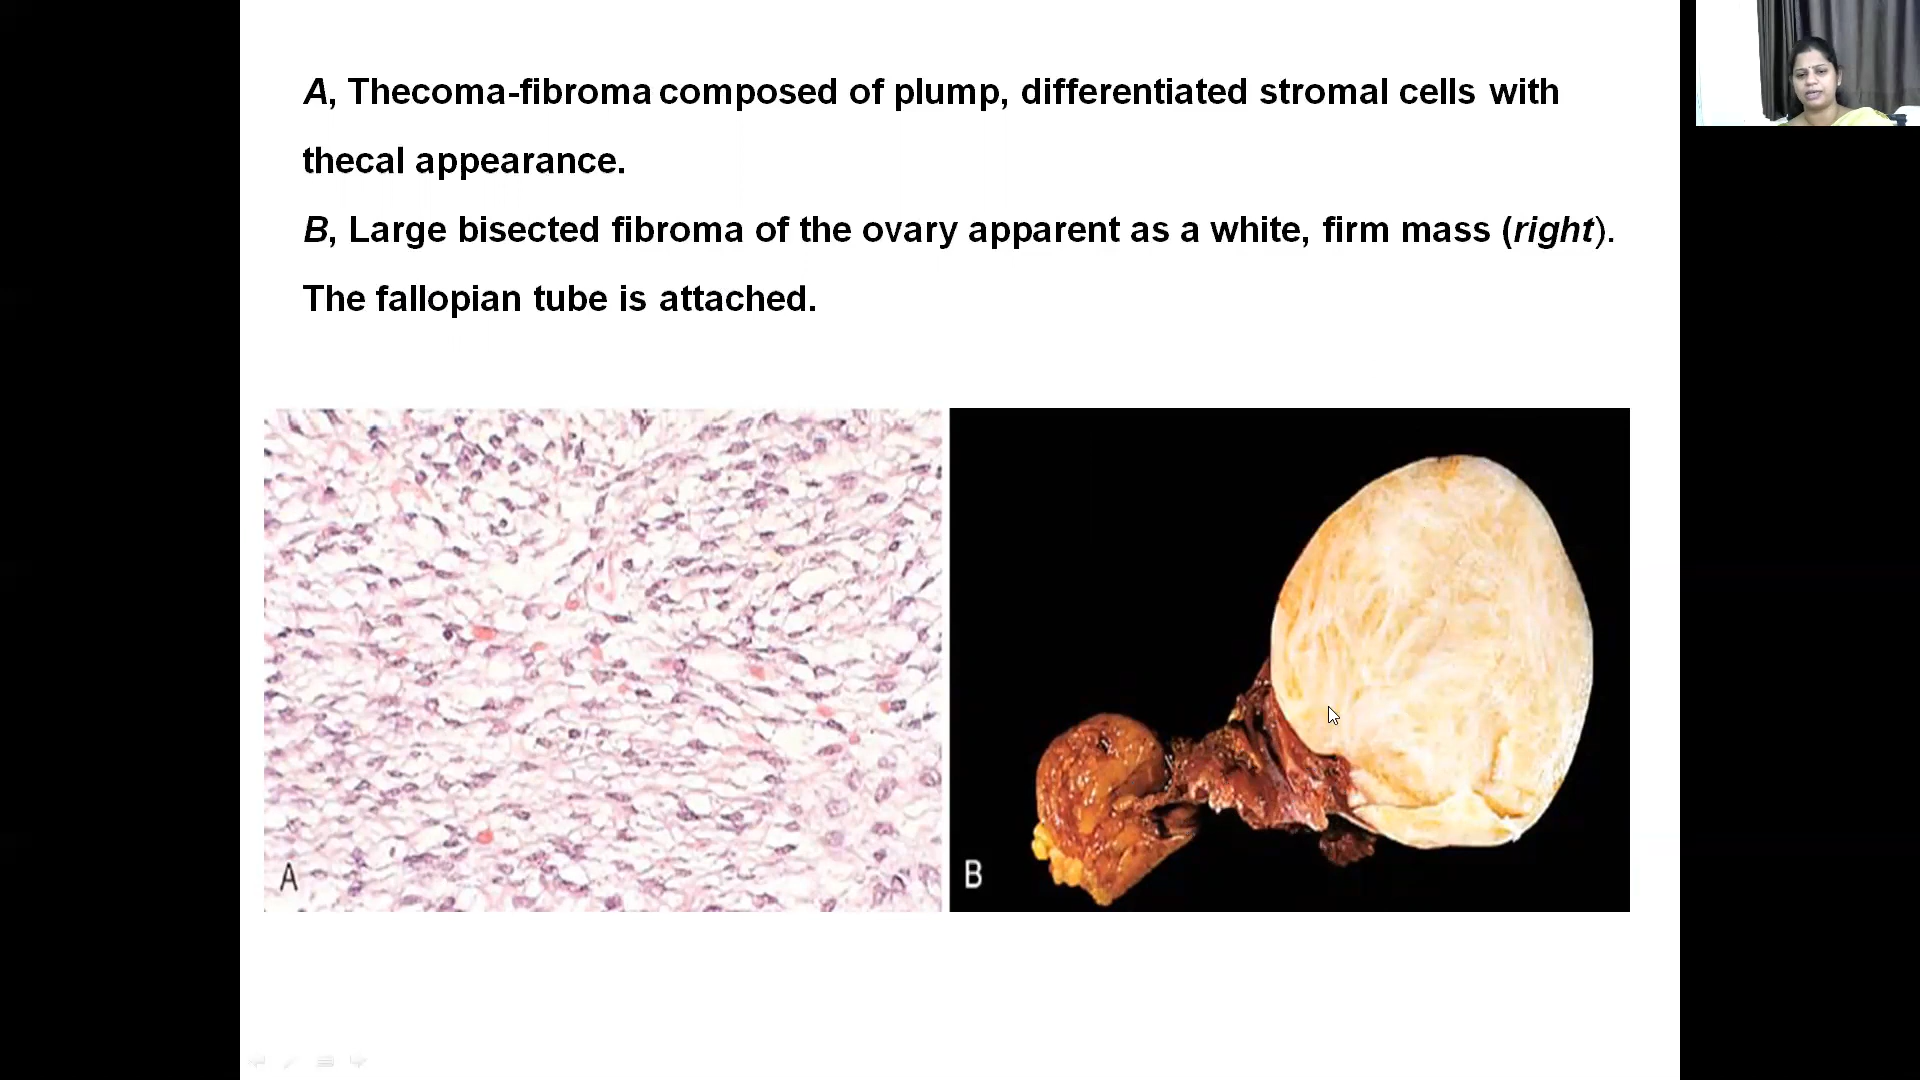 A, Thecoma-fibroma composed of plump, differentiated stromal cells with
thecal appearance.
B, Large bisected fibroma of the ovary apparent as a white, firm mass (right).
The fallopian tube is attached.
A
B